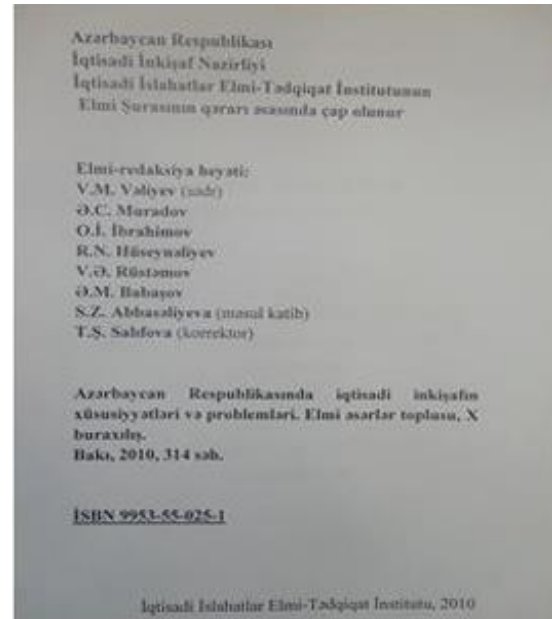 Azərbaycan Respublikası
İqtisadi İnkişaf Nazirliyi
İqtisadi İslahatlar Elmi-Tədqiqat İnstitutunun
Elmi Şurasının qərarı əsasında çap olunur
Elmi-redaksiya heyəti:
V.M. Vəliyev (sədr)
Ə.C. Muradov
O.İ. İbrahimov
R.N. Hüseynəliyev
V.Ə. Rüstəmov
Ə.M. Babaşov
S.Z. Abbasəliyeva (məsul katib)
T.Ş. Salıfova (korrektor)
Azərbaycan Respublikasında iqtisadi inkişafın
xüsusiyyətləri və problemləri. Elmi əsərlər toplusu, X
buraxılış.
Bakı, 2010, 314 səh.
İSBN 9953-55-025-1
İqtisadi İslahatlar Elmi-Tədqiqat İnstitutu, 2010